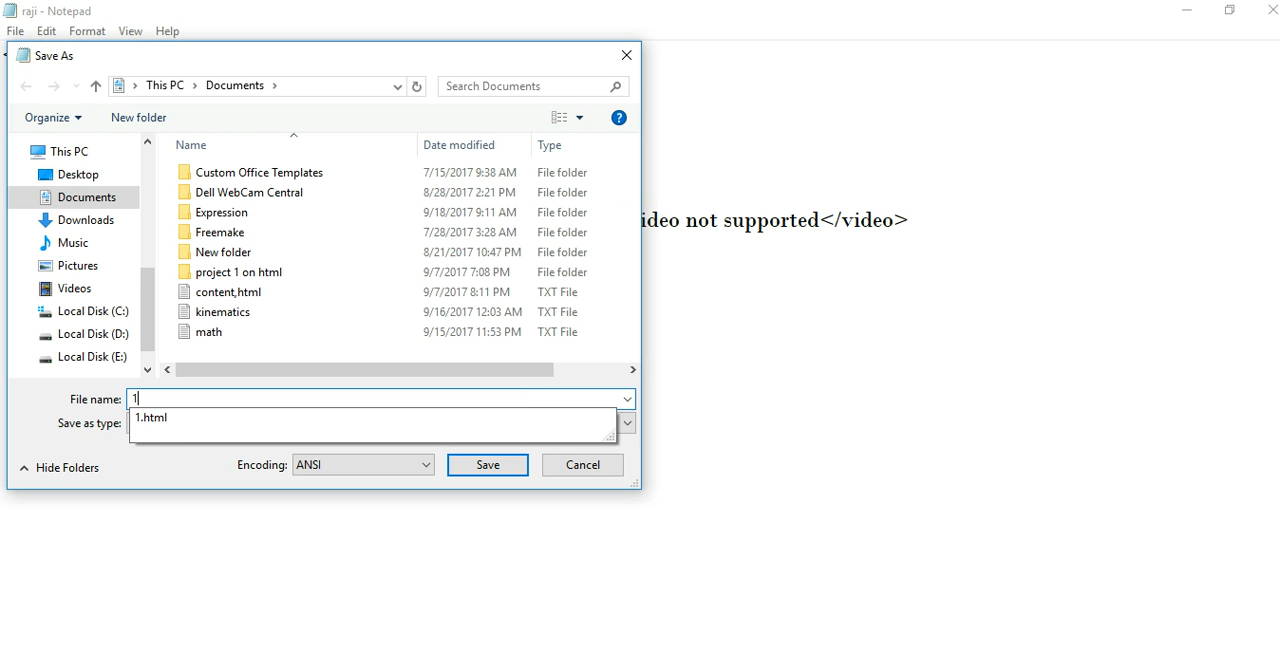 raji - Notepad
File Edit Format View Help
Save As
This PC > Documents >
Search Documents
Organize New folder
?
This PC
Desktop
Documents
Downloads
Music
Pictures
Videos
Local Disk (C:)
Local Disk (D:)
Local Disk (E:)
Name Date modified Type
Custom Office Templates 7/15/2017 9:38 AM File folder
Dell WebCam Central 8/28/2017 2:21 PM File folder
Expression 9/18/2017 9:11 AM File folder
Freemake 7/28/2017 3:28 AM File folder
New folder 8/21/2017 10:47 PM File folder
project 1 on html 9/7/2017 7:08 PM File folder
content,html 9/7/2017 8:11 PM TXT File
kinematics 9/16/2017 12:03 AM TXT File
math 9/15/2017 11:53 PM TXT File
ideo not supported</video>
File name: 1
1.html
Save as type:
Hide Folders
Encoding: ANSI
Save Cancel